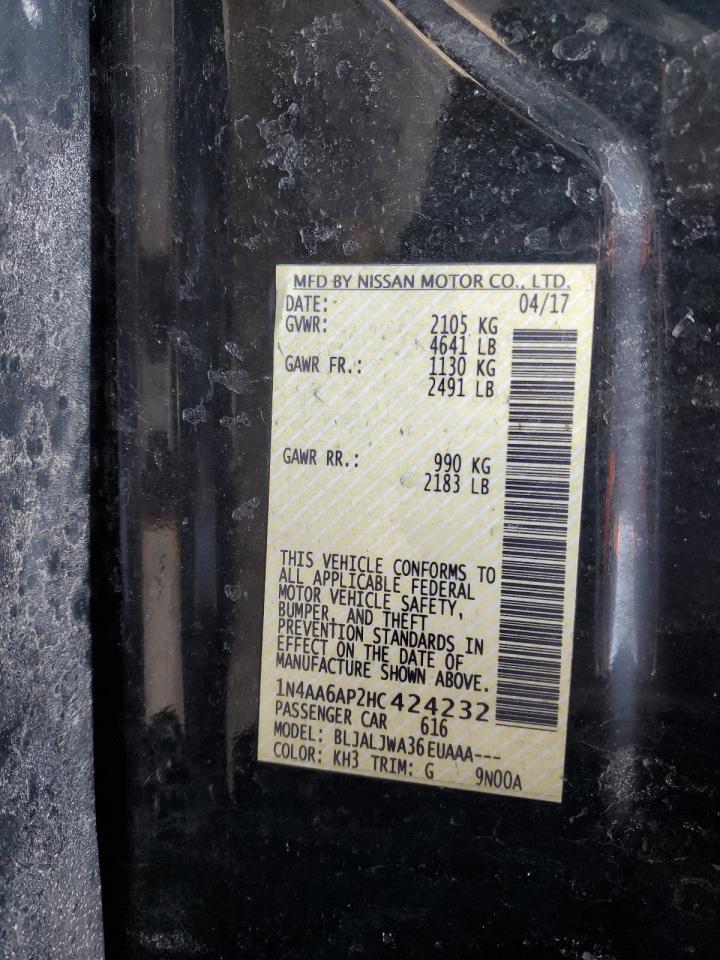 MFD BY NISSAN MOTOR CO., LTD.
DATE: 04/17
GVWR: 2105 KG
4641 LB
GAWR FR.: 1130 KG
2491 LB
GAWR RR.: 990 KG
2183 LB
THIS VEHICLE CONFORMS TO
ALL APPLICABLE FEDERAL
MOTOR VEHICLE SAFETY,
BUMPER, AND THEFT
PREVENTION STANDARDS IN
EFFECT ON THE DATE OF
MANUFACTURE SHOWN ABOVE.
1N4AA6AP2HC424232
PASSENGER CAR 616
MODEL: BLJALJWA36EUAAA---
COLOR: KH3 TRIM: G 9N00A